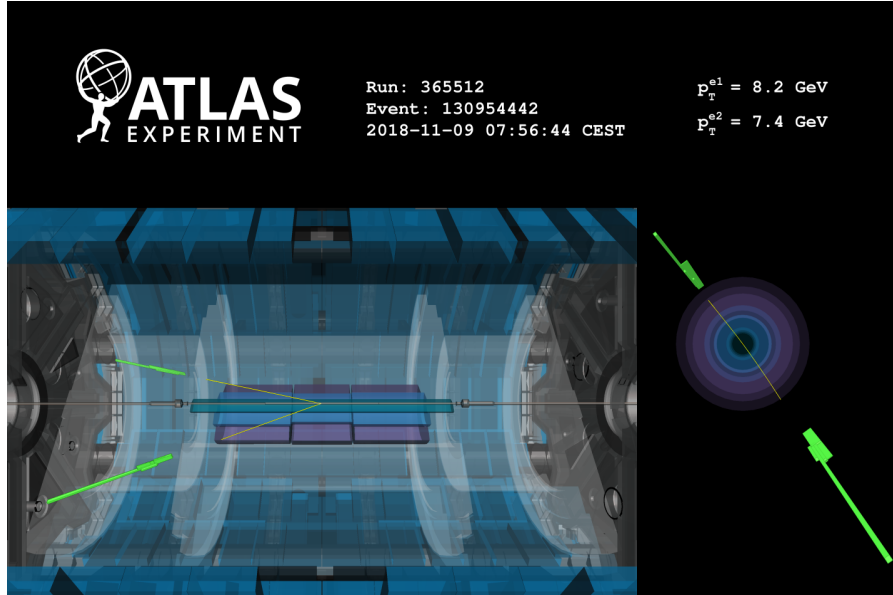 ATLAS
EXPERIMENT
Run: 365512
Event: 130954442
2018-11-09 07:56:44 CEST
p_T^e1 = 8.2 GeV
p_T^e2 = 7.4 GeV